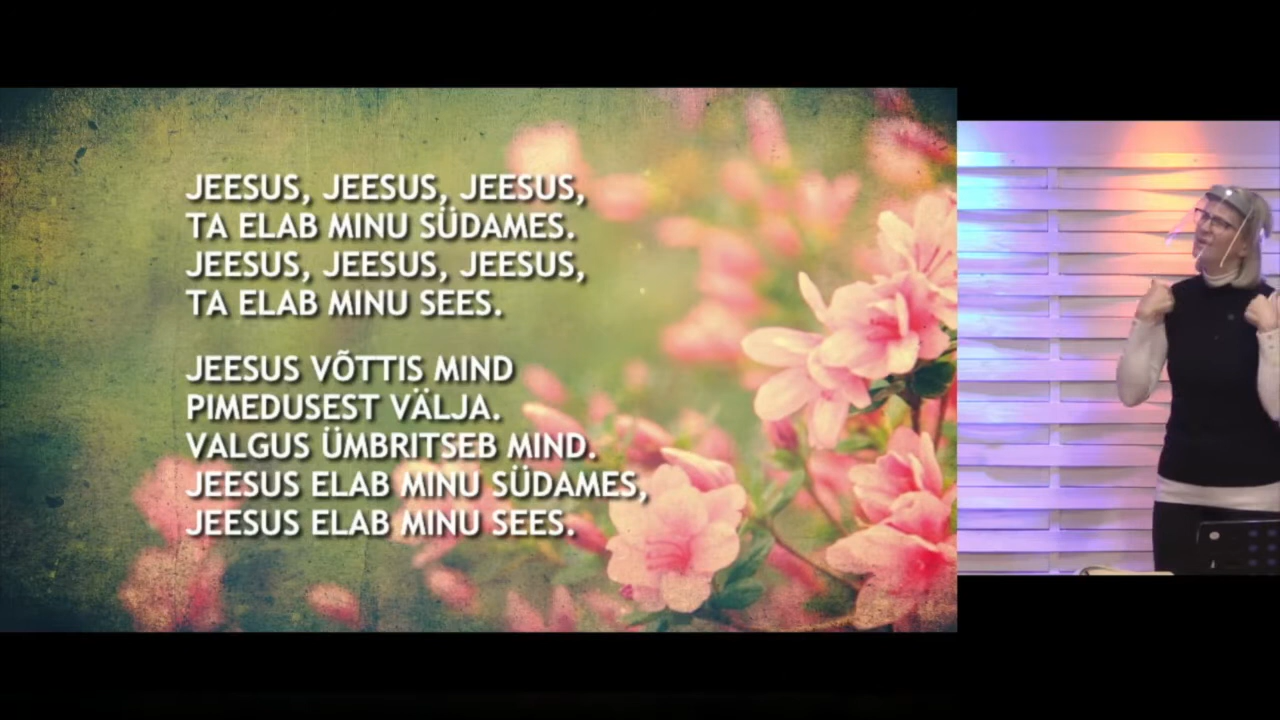 JEESUS, JEESUS, JEESUS,
TA ELAB MINU SÜDAMES.
JEESUS, JEESUS, JEESUS,
TA ELAB MINU SEES.
JEESUS VÕTTIS MIND
PIMEDUSEST VÄLJA.
VALGUS ÜMBRITSEB MIND.
JEESUS ELAB MINU SÜDAMES,
JEESUS ELAB MINU SEES.